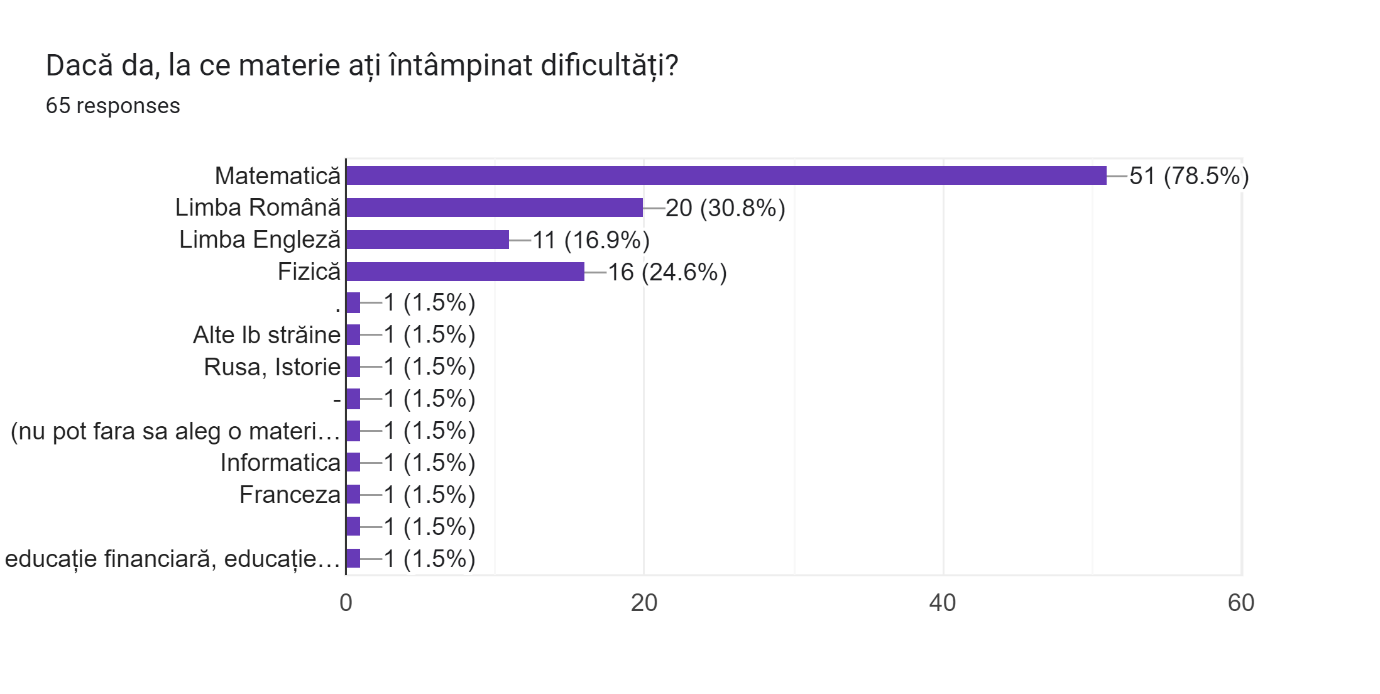 Dacă da, la ce materie ați întâmpinat dificultăți?
65 responses
Matematică 51 (78.5%)
Limba Română 20 (30.8%)
Limba Engleză 11 (16.9%)
Fizică 16 (24.6%)
. 1 (1.5%)
Alte lb străine 1 (1.5%)
Rusa, Istorie 1 (1.5%)
- 1 (1.5%)
(nu pot fara sa aleg o materi… 1 (1.5%)
Informatica 1 (1.5%)
Franceza 1 (1.5%)
1 (1.5%)
educație financiară, educație… 1 (1.5%)
0 20 40 60